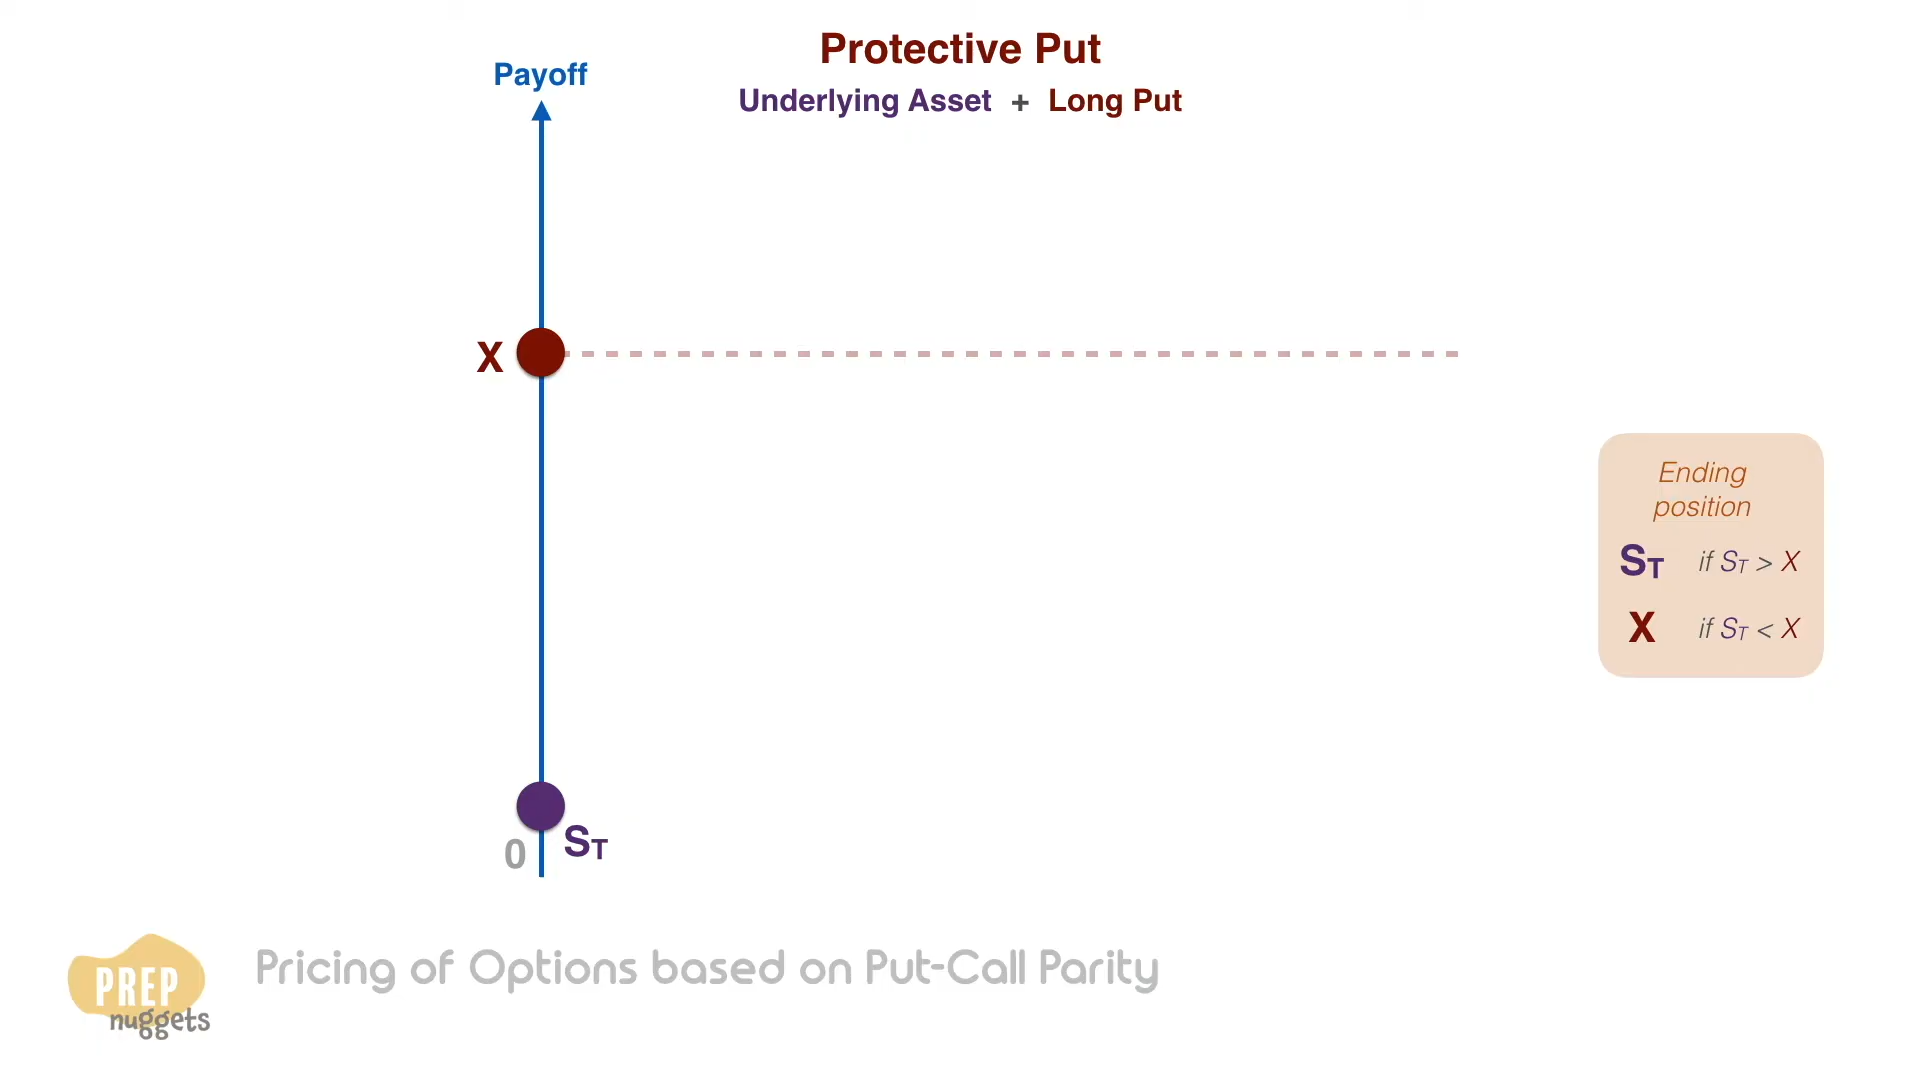 Protective Put
Payoff
Underlying Asset + Long Put
X
Ending
position
ST if ST > X
X if ST < X
0 ST
PREP
nuggets
Pricing of Options based on Put-Call Parity